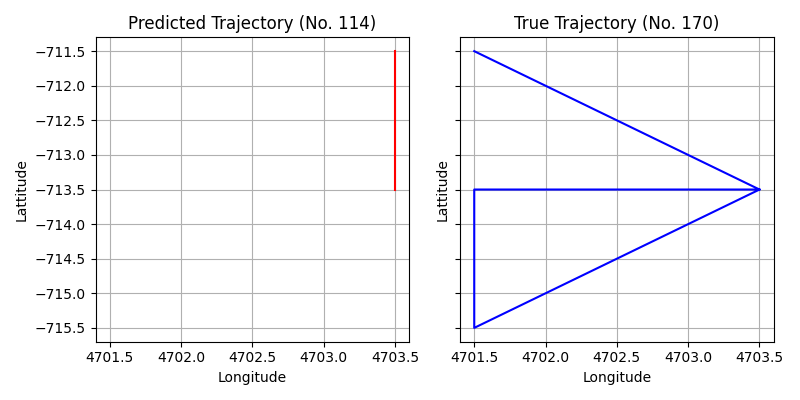 Predicted Trajectory (No. 114)
True Trajectory (No. 170)
−711.5
−712.0
−712.5
−713.0
−713.5
−714.0
−714.5
−715.0
−715.5
Lattitude
Lattitude
4701.5 4702.0 4702.5 4703.0 4703.5
4701.5 4702.0 4702.5 4703.0 4703.5
Longitude
Longitude